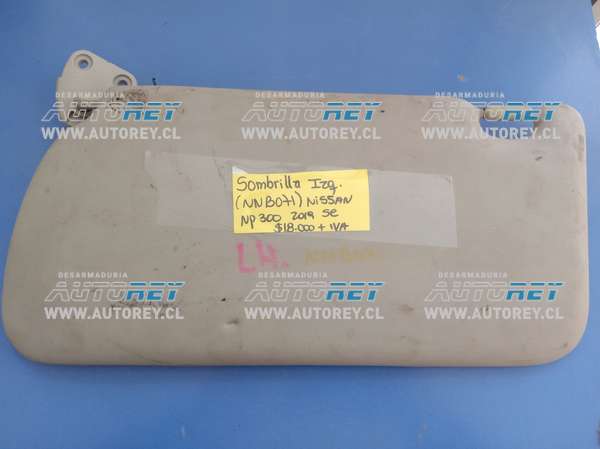 DESARMADURIA DESARMADURIA DESARMADURIA
AUTOREY AUTOREY AUTOREY
WWW.AUTOREY.CL WWW.AUTOREY.CL WWW.AUTOREY.CL
Sombrilla Izq.
(NNB071) NiSSAN
NP300 2019 SE
$18.000 + IVA
LH.
DESARMADURIA DESARMADURIA DESARMADURIA
AUTOREY AUTOREY AUTOREY
WWW.AUTOREY.CL WWW.AUTOREY.CL WWW.AUTOREY.CL